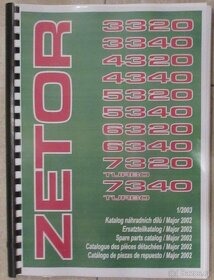 ZETOR
3320
3340
4320
4340
5320
5340
6320
6340
7320
TURBO
7340
TURBO
1/2003
Katalog náhradních dílů / Major 2002
Ersatzteilkatalog / Major 2002
Spare parts catalog / Major 2002
Catalogue des pièces détachées / Major 2002
Catálogo de piezas de repuesto / Major 2002